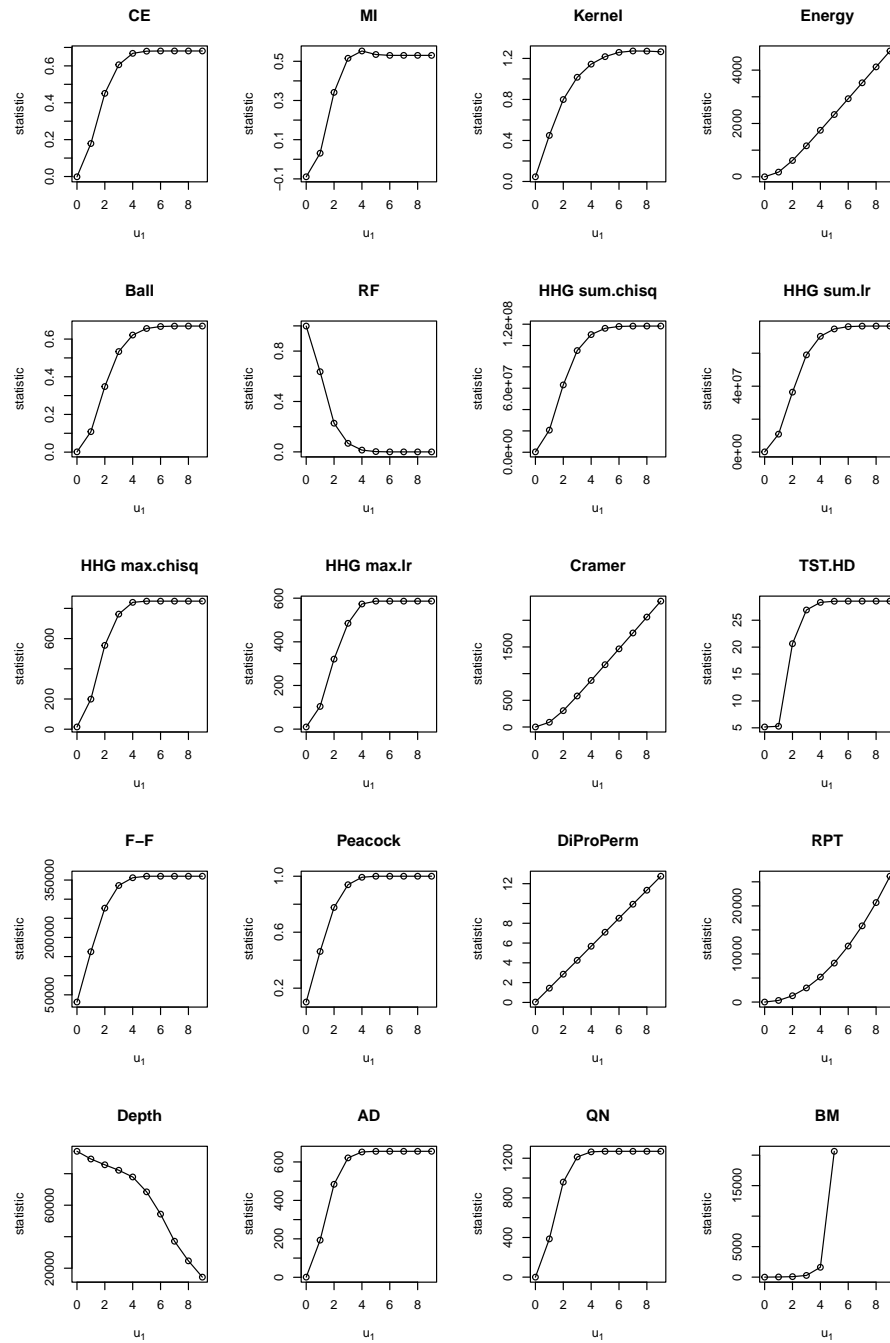 CE MI Kernel Energy
statistic statistic statistic statistic
0.0 0.2 0.4 0.6 -0.1 0.1 0.3 0.5 0.0 0.4 0.8 1.2 0 2000 4000
0 2 4 6 8 0 2 4 6 8 0 2 4 6 8 0 2 4 6 8
u1 u1 u1 u1
Ball RF HHG sum.chisq HHG sum.lr
statistic statistic statistic statistic
0.0 0.2 0.4 0.6 0.0 0.4 0.8 0.0e+00 6.0e+07 1.2e+08 0e+00 4e+07
0 2 4 6 8 0 2 4 6 8 0 2 4 6 8 0 2 4 6 8
u1 u1 u1 u1
HHG max.chisq HHG max.lr Cramer TST.HD
statistic statistic statistic statistic
0 200 600 0 200 400 600 0 500 1500 5 10 15 20 25
0 2 4 6 8 0 2 4 6 8 0 2 4 6 8 0 2 4 6 8
u1 u1 u1 u1
F−F Peacock DiProPerm RPT
statistic statistic statistic statistic
50000 200000 350000 0.2 0.6 1.0 0 2 4 6 8 12 0 10000 20000
0 2 4 6 8 0 2 4 6 8 0 2 4 6 8 0 2 4 6 8
u1 u1 u1 u1
Depth AD QN BM
statistic statistic statistic statistic
20000 60000 0 200 400 600 0 400 800 1200 0 5000 15000
0 2 4 6 8 0 2 4 6 8 0 2 4 6 8 0 2 4 6 8
u1 u1 u1 u1